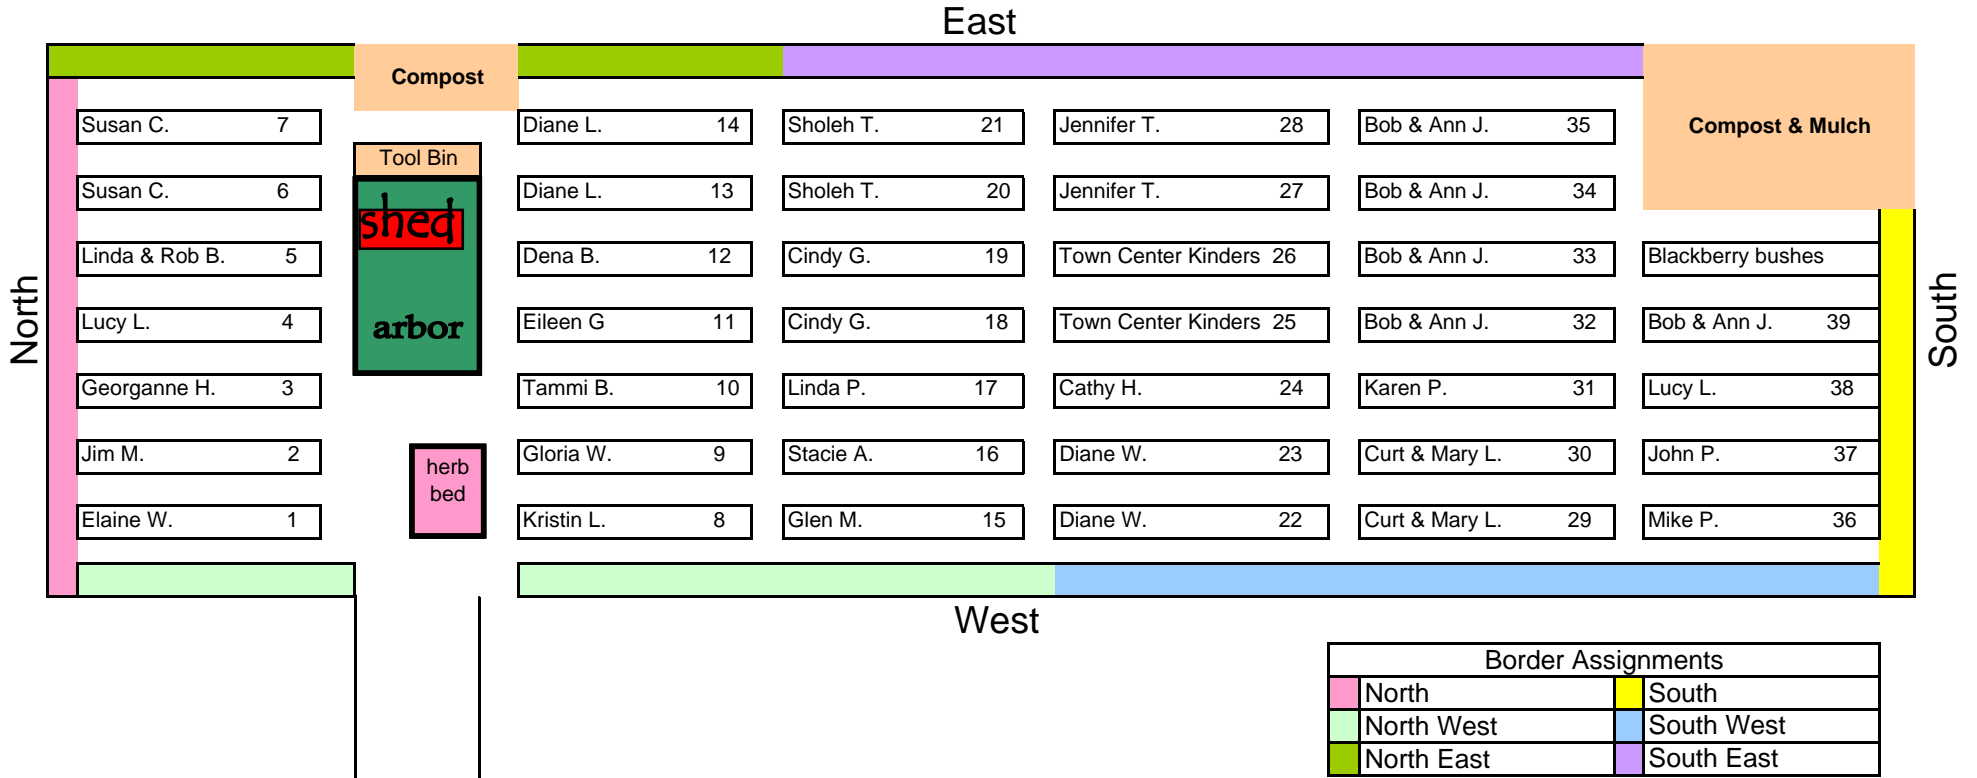 East
Compost
Susan C. 7 Diane L. 14 Sholeh T. 21 Jennifer T. 28 Bob & Ann J. 35 Compost & Mulch
Tool Bin
Susan C. 6 shed Diane L. 13 Sholeh T. 20 Jennifer T. 27 Bob & Ann J. 34
Linda & Rob B. 5 Dena B. 12 Cindy G. 19 Town Center Kinders 26 Bob & Ann J. 33 Blackberry bushes
North
South
Lucy L. 4 arbor Eileen G 11 Cindy G. 18 Town Center Kinders 25 Bob & Ann J. 32 Bob & Ann J. 39
Georganne H. 3 Tammi B. 10 Linda P. 17 Cathy H. 24 Karen P. 31 Lucy L. 38
Jim M. 2 herb Gloria W. 9 Stacie A. 16 Diane W. 23 Curt & Mary L. 30 John P. 37
bed
Elaine W. 1 Kristin L. 8 Glen M. 15 Diane W. 22 Curt & Mary L. 29 Mike P. 36
West
Border Assignments
North South
North West South West
North East South East